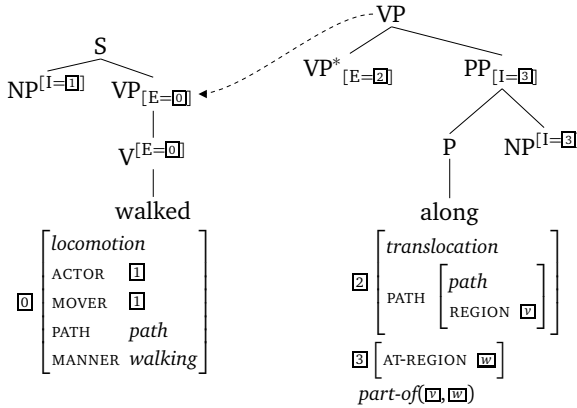 VP
S
VP*[E=2] PP[I=3]
NP[I=1] VP[E=0]
V[E=0] P NP[I=3
walked along
0 [locomotion
ACTOR 1
MOVER 1
PATH path
MANNER walking]
2 [translocation
PATH [path
REGION v]]
3 [AT-REGION w]
part-of(v, w)